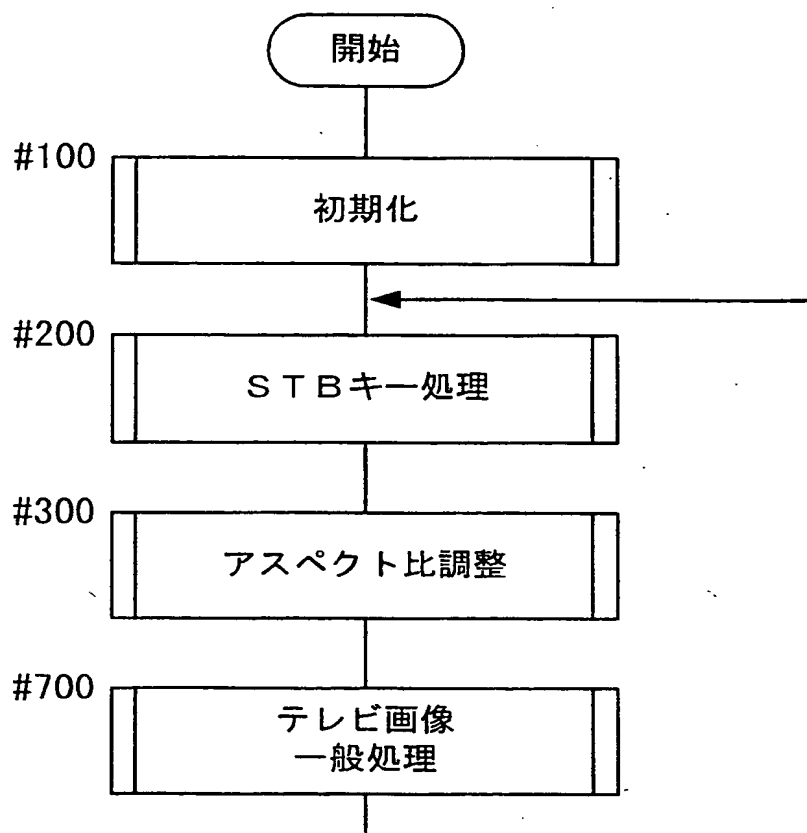 開始
#100
初期化
#200
STBキー処理
#300
アスペクト比調整
#700
テレビ画像
一般処理